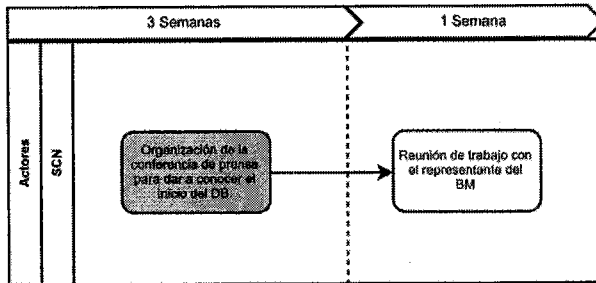 3 Semanas
1 Semana
Actores
SCN
Organización de la
conferencia de prensa
para dar a conocer el
inicio del DB
Reunión de trabajo con
el representante del
BM